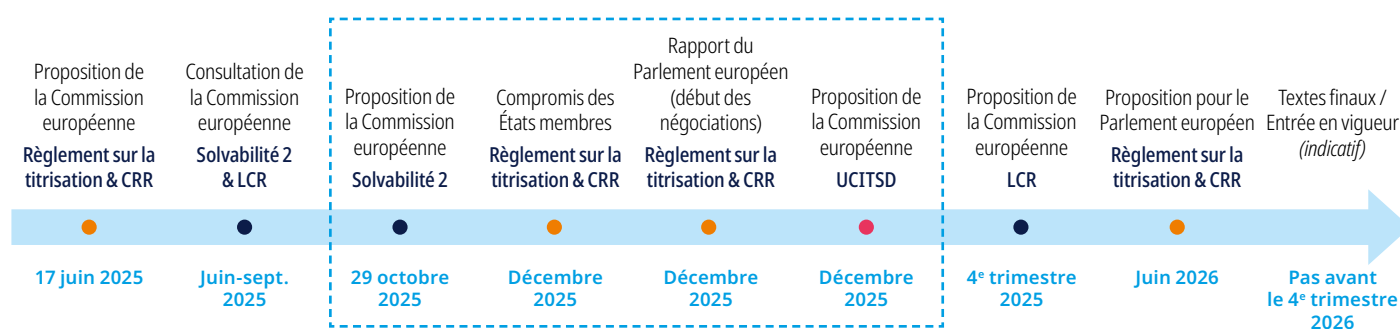 Proposition de
la Commission
européenne
Règlement sur la
titrisation & CRR
17 juin 2025
Consultation de
la Commission
européenne
Solvabilité 2
& LCR
Juin-sept.
2025
Proposition de
la Commission
européenne
Solvabilité 2
29 octobre
2025
Compromis des
États membres
Règlement sur la
titrisation & CRR
Décembre
2025
Rapport du
Parlement européen
(début des
négociations)
Règlement sur la
titrisation & CRR
Décembre
2025
Proposition de
la Commission
européenne
UCITSD
Décembre
2025
Proposition de
la Commission
européenne
LCR
4e trimestre
2025
Proposition pour le
Parlement européen
Règlement sur la
titrisation & CRR
Juin 2026
Textes finaux /
Entrée en vigueur
(indicatif)
Pas avant
le 4e trimestre
2026